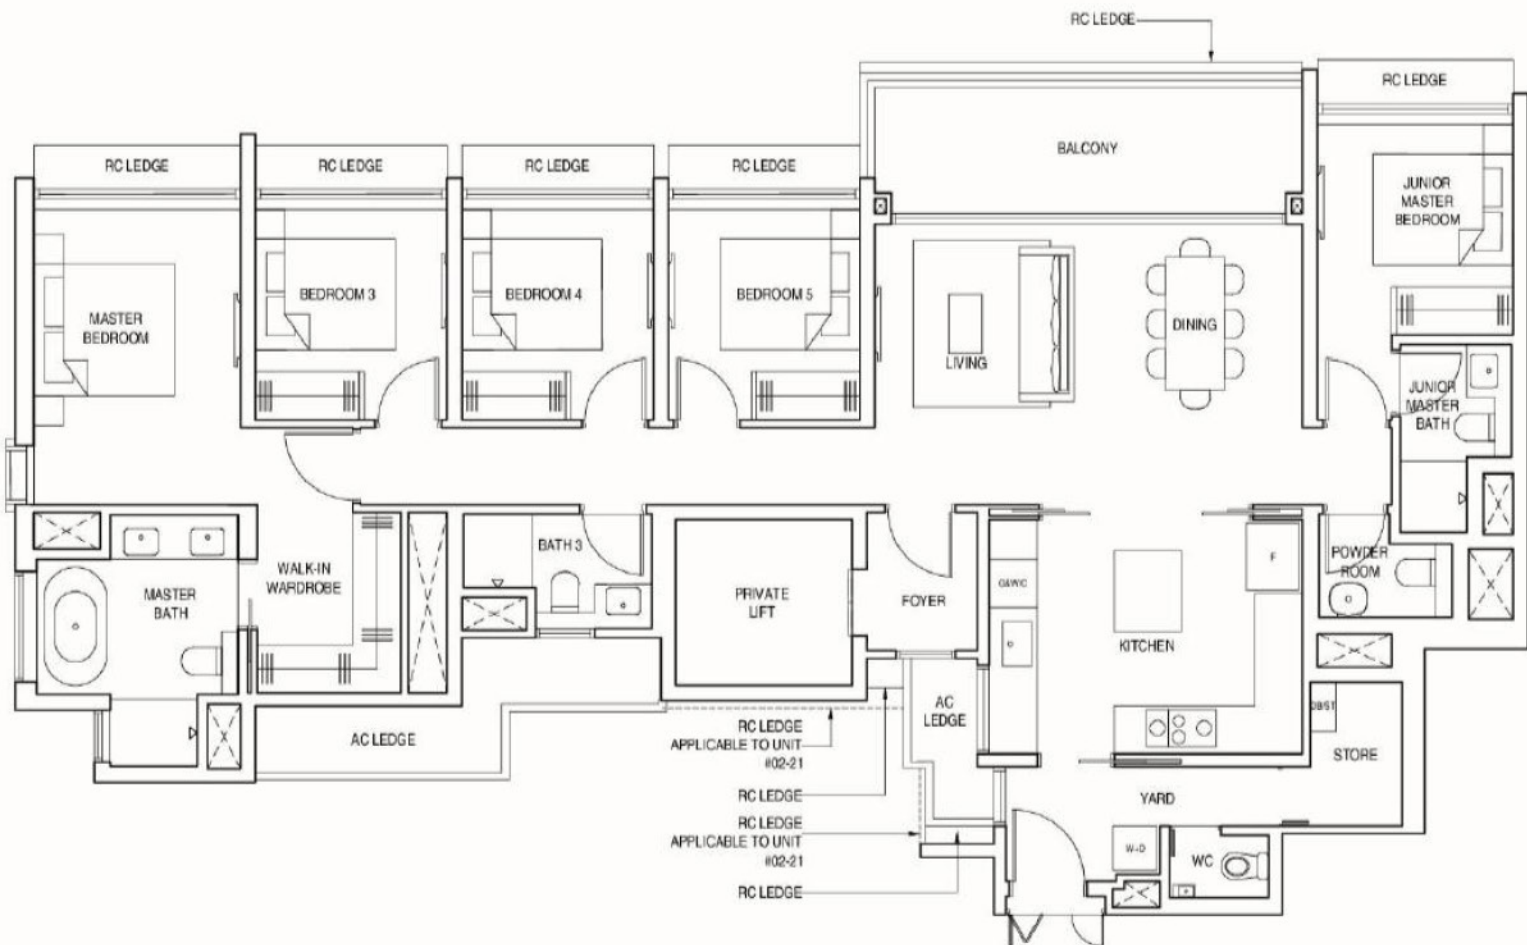 RC LEDGE
RC LEDGE
RC LEDGE
RC LEDGE
RC LEDGE
RC LEDGE
BALCONY
JUNIOR
MASTER
BEDROOM
MASTER
BEDROOM
BEDROOM 3
BEDROOM 4
BEDROOM 5
LIVING
DINING
JUNIOR
MASTER
BATH
WALK-IN
WARDROBE
MASTER
BATH
BATH 3
PRIVATE
LIFT
FOYER
G&W/C
F
POWDER
ROOM
KITCHEN
AC LEDGE
AC
LEDGE
RC LEDGE
APPLICABLE TO UNIT
#02-21
RC LEDGE
RC LEDGE
APPLICABLE TO UNIT
#02-21
RC LEDGE
DB/ST
STORE
YARD
W+D
WC